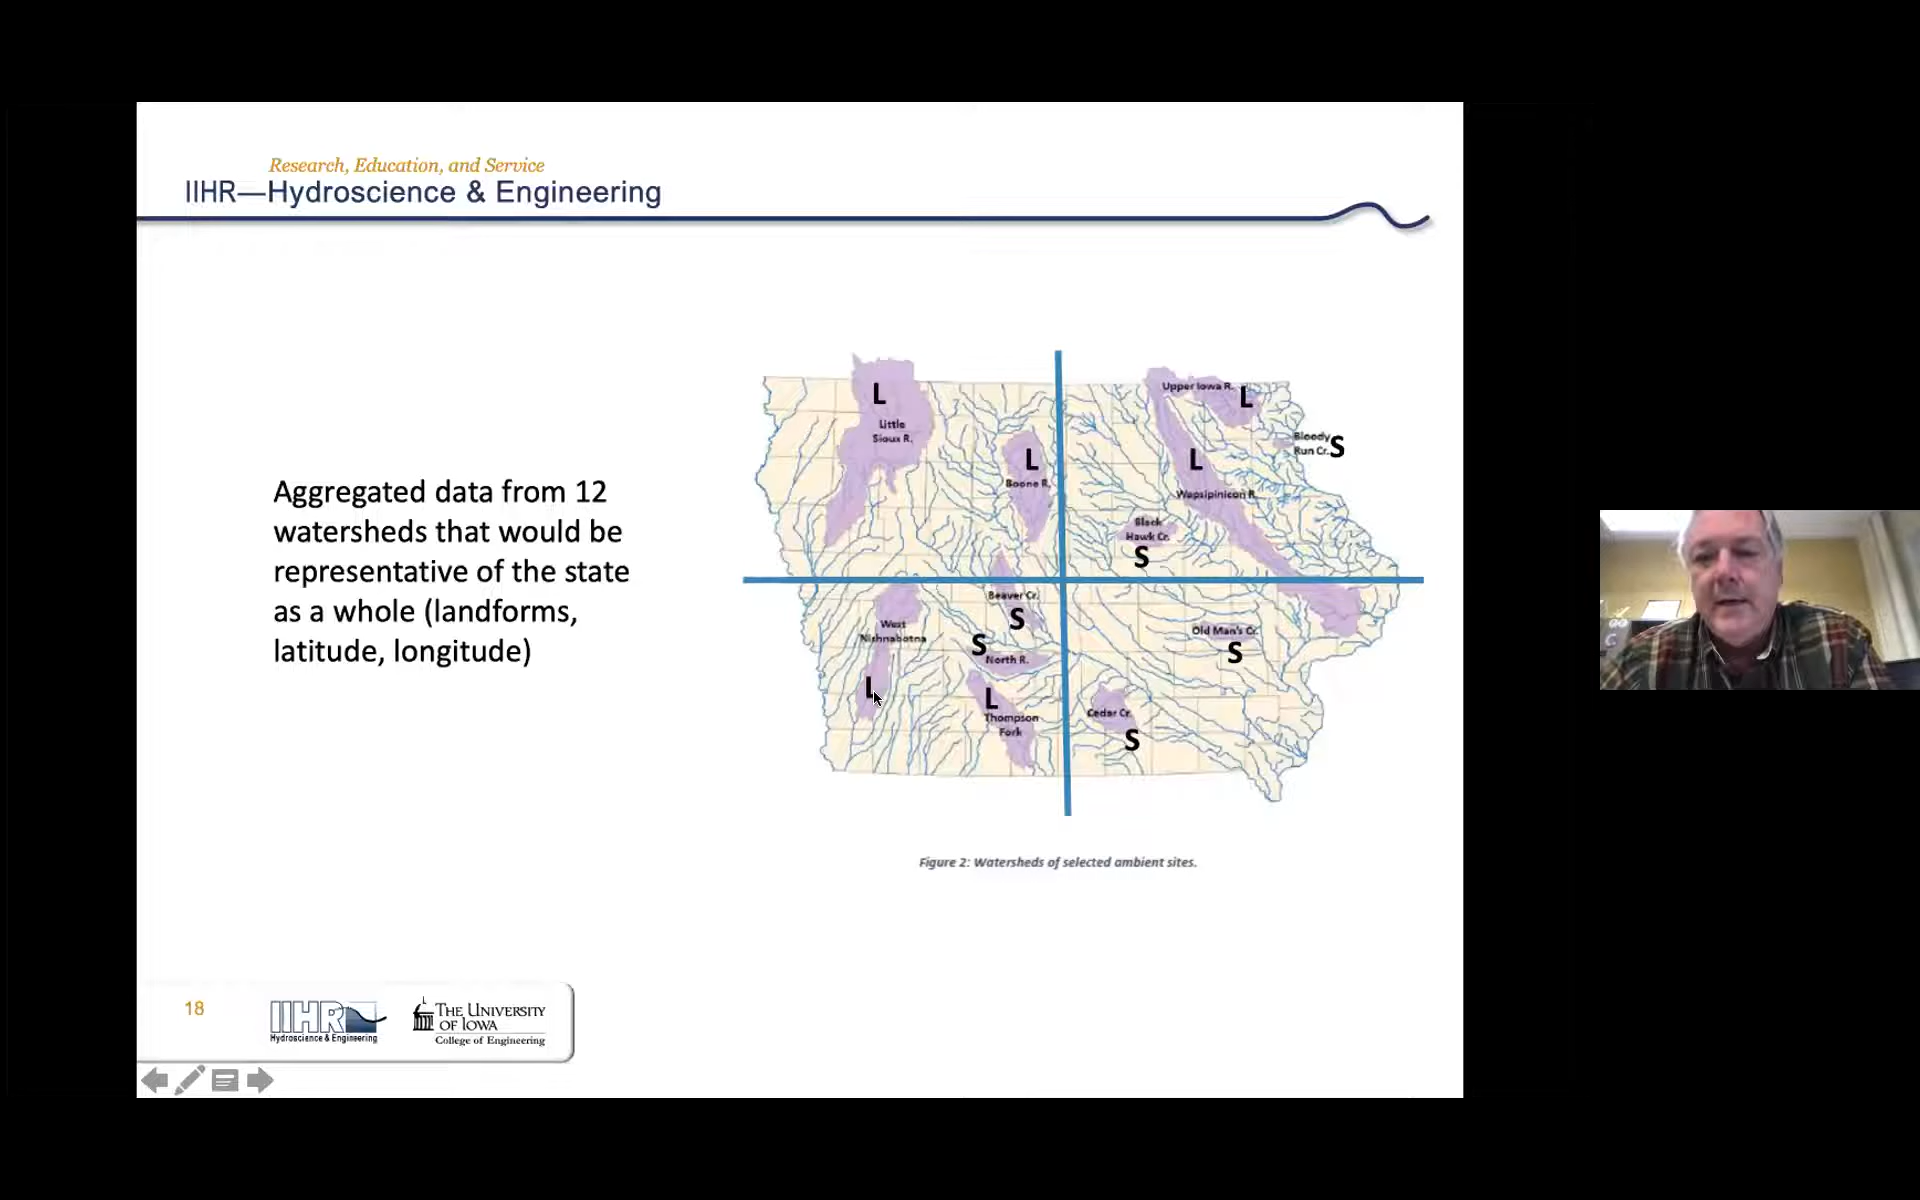 Research, Education, and Service
IIHR—Hydroscience & Engineering
Aggregated data from 12
watersheds that would be
representative of the state
as a whole (landforms,
latitude, longitude)
L
Little
Sioux R.
L
Boone R.
Upper Iowa R.
L
Bloody
Run Cr.
S
L
Wapsipinicon R.
Black
Hawk Cr.
S
Beaver Cr.
S
West
Nishnabotna
L
S
North R.
L
Thompson
Fork
Old Man's Cr.
S
Cedar Cr.
S
Figure 2: Watersheds of selected ambient sites.
18
IIHR
Hydroscience & Engineering
THE UNIVERSITY
OF IOWA
College of Engineering